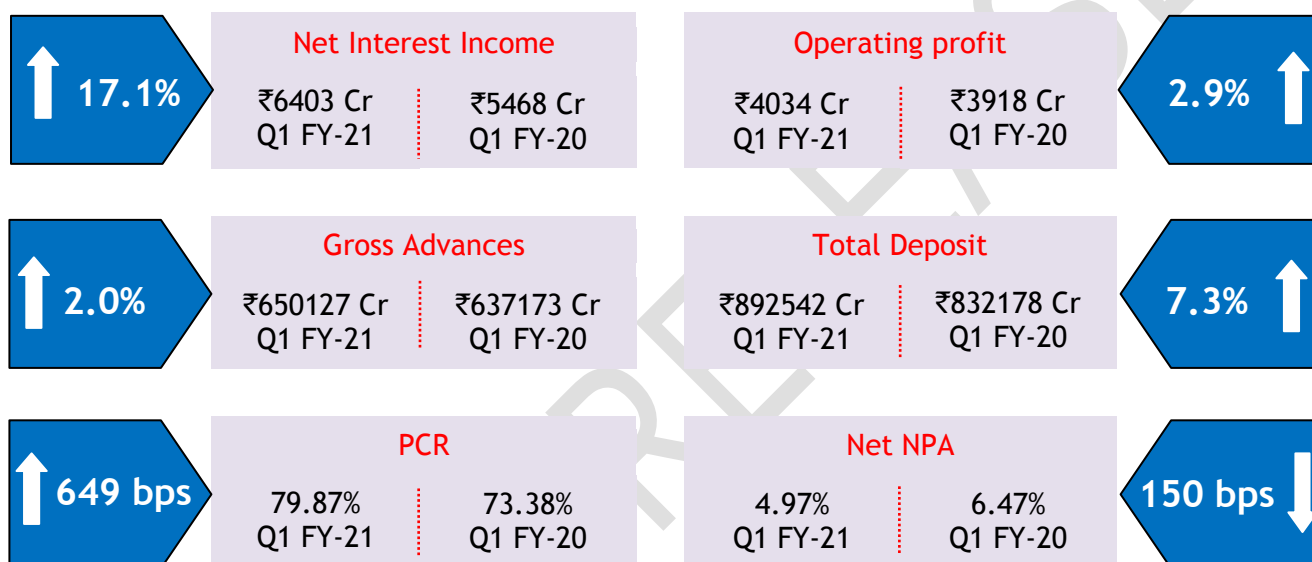 17.1%
Net Interest Income
₹6403 Cr
Q1 FY-21
₹5468 Cr
Q1 FY-20
Operating profit
₹4034 Cr
Q1 FY-21
₹3918 Cr
Q1 FY-20
2.9%
2.0%
Gross Advances
₹650127 Cr
Q1 FY-21
₹637173 Cr
Q1 FY-20
Total Deposit
₹892542 Cr
Q1 FY-21
₹832178 Cr
Q1 FY-20
7.3%
649 bps
PCR
79.87%
Q1 FY-21
73.38%
Q1 FY-20
Net NPA
4.97%
Q1 FY-21
6.47%
Q1 FY-20
150 bps